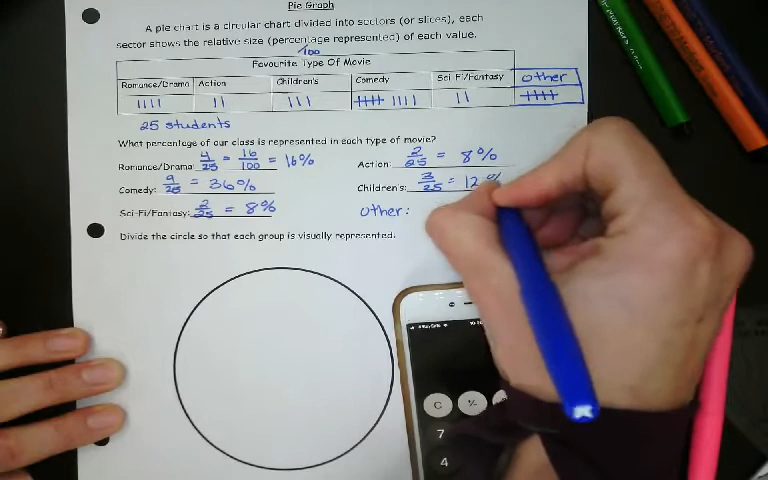 Pie Graph
A pie chart is a circular chart divided into sectors (or slices), each
sector shows the relative size (percentage represented) of each value.
/100
Favourite Type Of Movie
Romance/Drama Action Children's Comedy Sci Fi/Fantasy other
25 students
What percentage of our class is represented in each type of movie?
Romance/Drama: 4/25 = 16/100 = 16% Action: 2/25 = 8%
Comedy: 9/25 = 36% Children's: 3/25 = 12%
Sci-Fi/Fantasy: 2/25 = 8% other:
Divide the circle so that each group is visually represented.
C
7
4